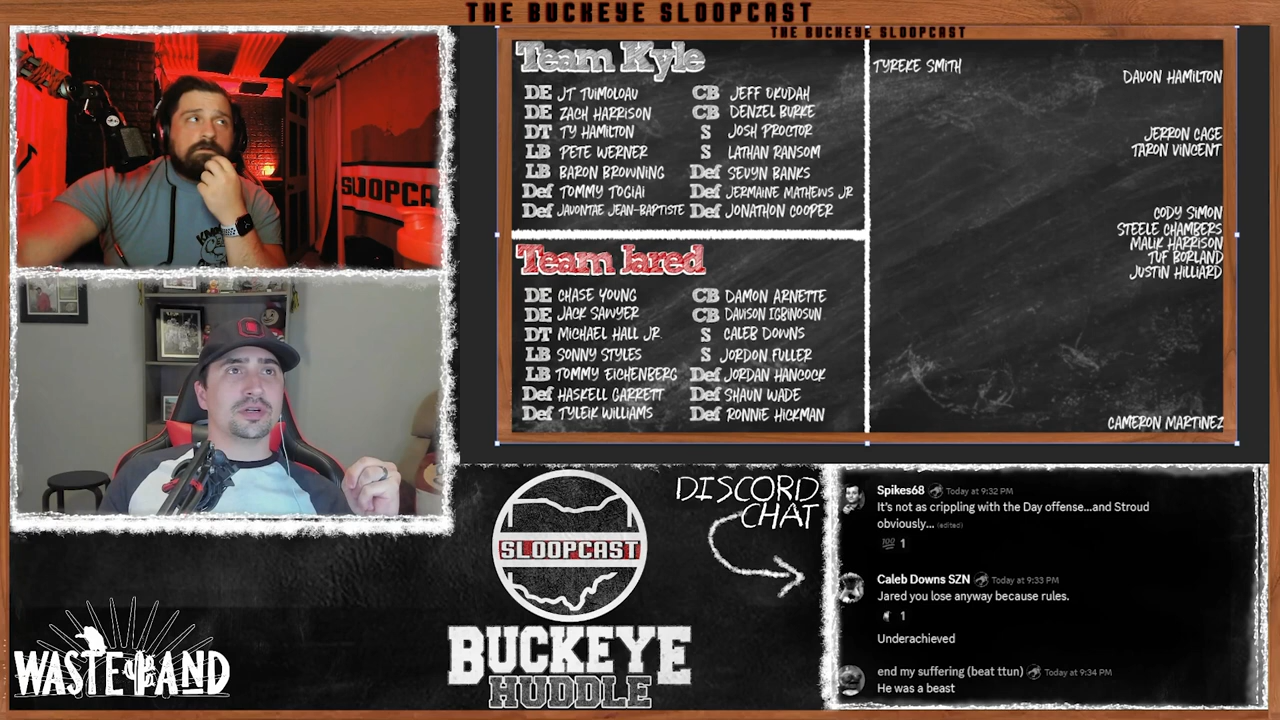 THE BUCKEYE SLOOPCAST
THE BUCKEYE SLOOPCAST
SLOOPCA
Team Kyle
DE JT TUIMOLOAU
DE ZACH HARRISON
DT TY HAMILTON
LB PETE WERNER
LB BARON BROWNING
Def TOMMY TOGIAI
Def JAVONTAE JEAN-BAPTISTE
CB JEFF OKUDAH
CB DENZEL BURKE
S JOSH PROCTOR
S LATHAN RANSOM
Def SEVYN BANKS
Def JERMAINE MATHEWS JR
Def JONATHON COOPER
Team Jared
DE CHASE YOUNG
DE JACK SAWYER
DT MICHAEL HALL JR
LB SONNY STYLES
LB TOMMY EICHENBERG
Def HASKELL GARRETT
Def TYLEIK WILLIAMS
CB DAMON ARNETTE
CB DAVISON IGBINOSUN
S CALEB DOWNS
S JORDON FULLER
Def JORDAN HANCOCK
Def SHAUN WADE
Def RONNIE HICKMAN
TYREKE SMITH
DAVON HAMILTON
JERRON CAGE
TARON VINCENT
CODY SIMON
STEELE CHAMBERS
MALIK HARRISON
TUF BORLAND
JUSTIN HILLIARD
CAMERON MARTINEZ
WASTELAND
SLOOPCAST
BUCKEYE
HUDDLE
DISCORD
CHAT
Spikes68 Today at 9:32 PM
It's not as crippling with the Day offense...and Stroud
obviously... (edited)
100 1
Caleb Downs SZN Today at 9:33 PM
Jared you lose anyway because rules.
1
Underachieved
end my suffering (beat ttun) Today at 9:34 PM
He was a beast